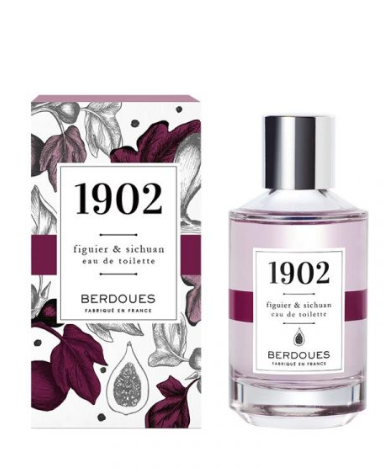 1902
figuier & sichuan
eau de toilette
BERDOUES
FABRIQUÉ EN FRANCE
1902
figuier & sichuan
eau de toilette
BERDOUES
FABRIQUÉ EN FRANCE